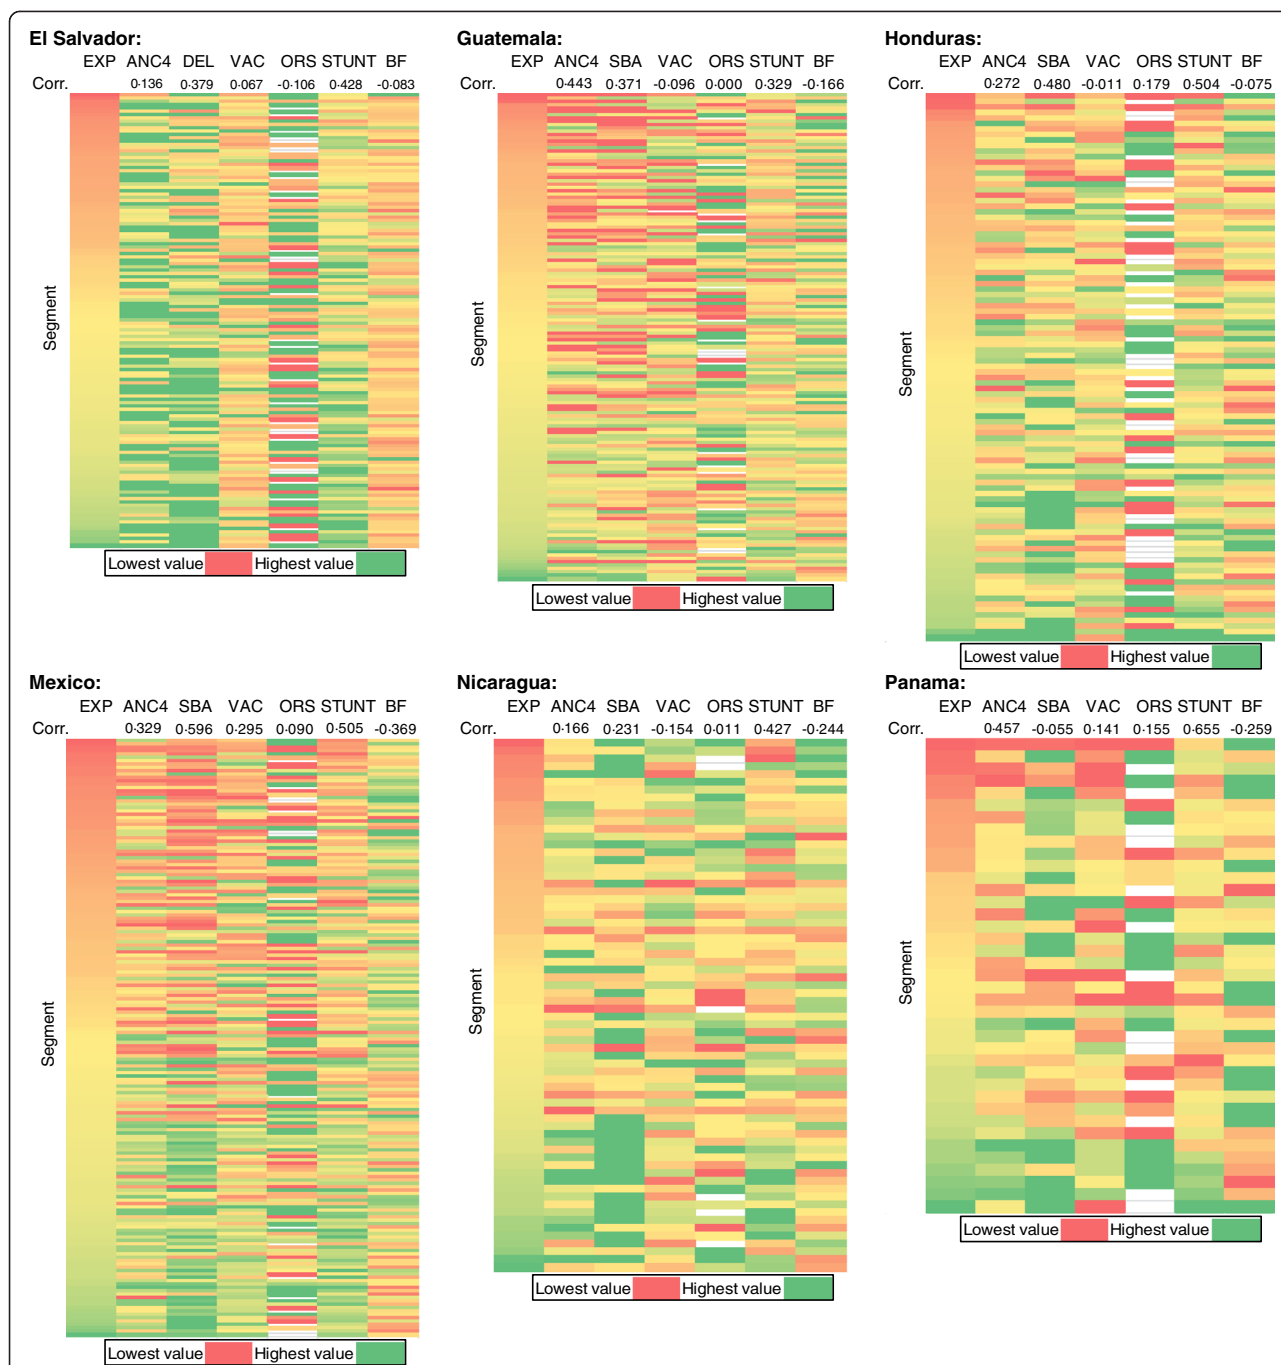 El Salvador:
EXP ANC4 DEL VAC ORS STUNT BF
Corr. 0·136 0·379 0·067 -0·106 0·428 -0·083
Segment
Lowest value Highest value
Guatemala:
EXP ANC4 SBA VAC ORS STUNT BF
0·443 0·371 -0·096 0·000 0·329 -0·166
Segment
Lowest value Highest value
Honduras:
EXP ANC4 SBA VAC ORS STUNT BF
Corr. 0·272 0·480 -0·011 0·179 0·504 -0·075
Segment
Lowest value Highest value
Mexico:
EXP ANC4 SBA VAC ORS STUNT BF
Corr. 0·329 0·596 0·295 0·090 0·505 -0·369
Segment
Lowest value Highest value
Nicaragua:
EXP ANC4 SBA VAC ORS STUNT BF
Corr. 0·166 0·231 -0·154 0·011 0·427 -0·244
Segment
Lowest value Highest value
Panama:
EXP ANC4 SBA VAC ORS STUNT BF
Corr. 0·457 -0·055 0·141 0·155 0·655 -0·259
Segment
Lowest value Highest value